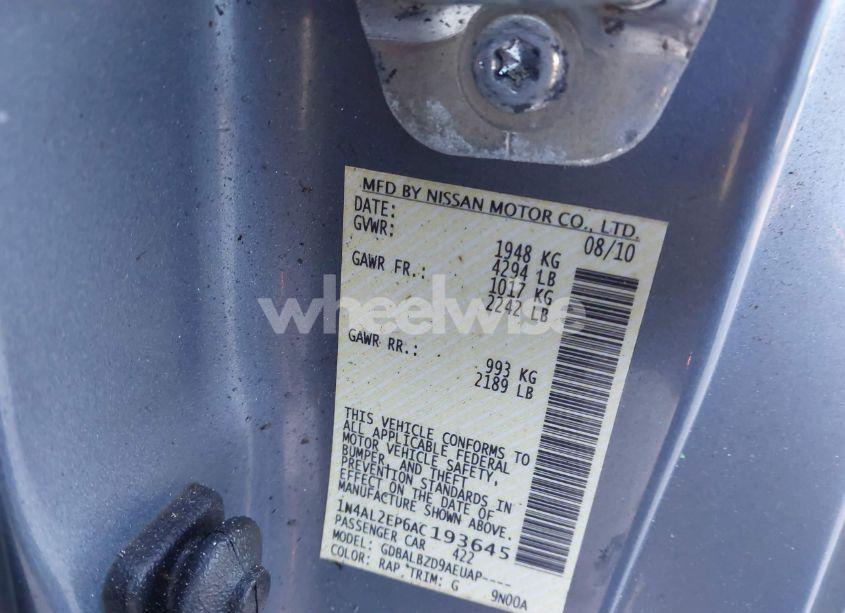 MFD BY NISSAN MOTOR CO., LTD.
DATE: 08/10
GVWR: 1948 KG
4294 LB
GAWR FR.: 1017 KG
2242 LB
wheelwise
GAWR RR.: 993 KG
2189 LB
THIS VEHICLE CONFORMS TO
ALL APPLICABLE FEDERAL
MOTOR VEHICLE SAFETY,
BUMPER, AND THEFT
PREVENTION STANDARDS IN
EFFECT ON THE DATE OF
MANUFACTURE SHOWN ABOVE.
1N4AL2EP6AC193645
PASSENGER CAR 422
MODEL: GDBALBZD9AEUAP----
COLOR: RAP TRIM: G 9N00A